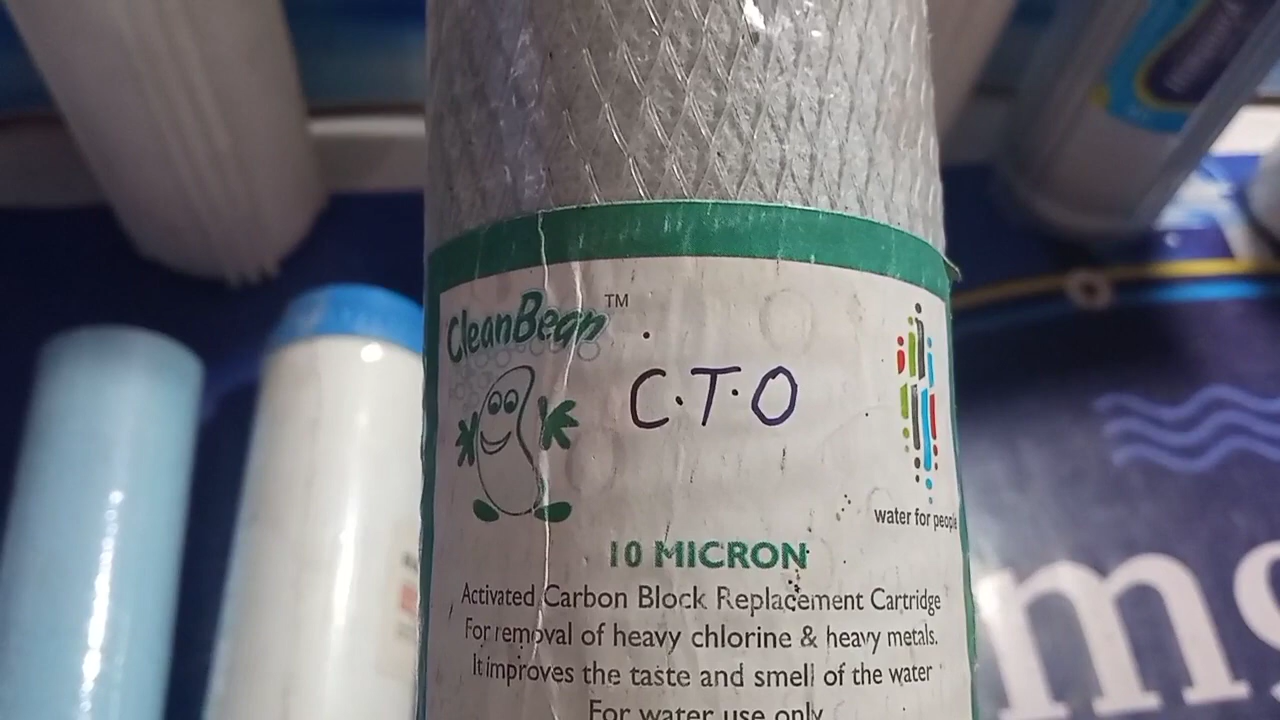 CleanBean™
C.T.O
water for people
10 MICRON
Activated Carbon Block Replacement Cartridge
For removal of heavy chlorine & heavy metals.
It improves the taste and smell of the water
For water use only